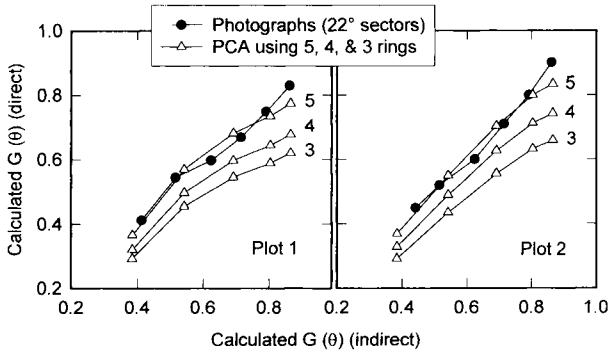 Photographs (22° sectors)
PCA using 5, 4, & 3 rings
Calculated G (θ) (direct)
1.0
0.8
0.6
0.4
0.2
5
4
3
Plot 1
5
4
3
Plot 2
0.2 0.4 0.6 0.8 0.2 0.4 0.6 0.8 1.0
Calculated G (θ) (indirect)